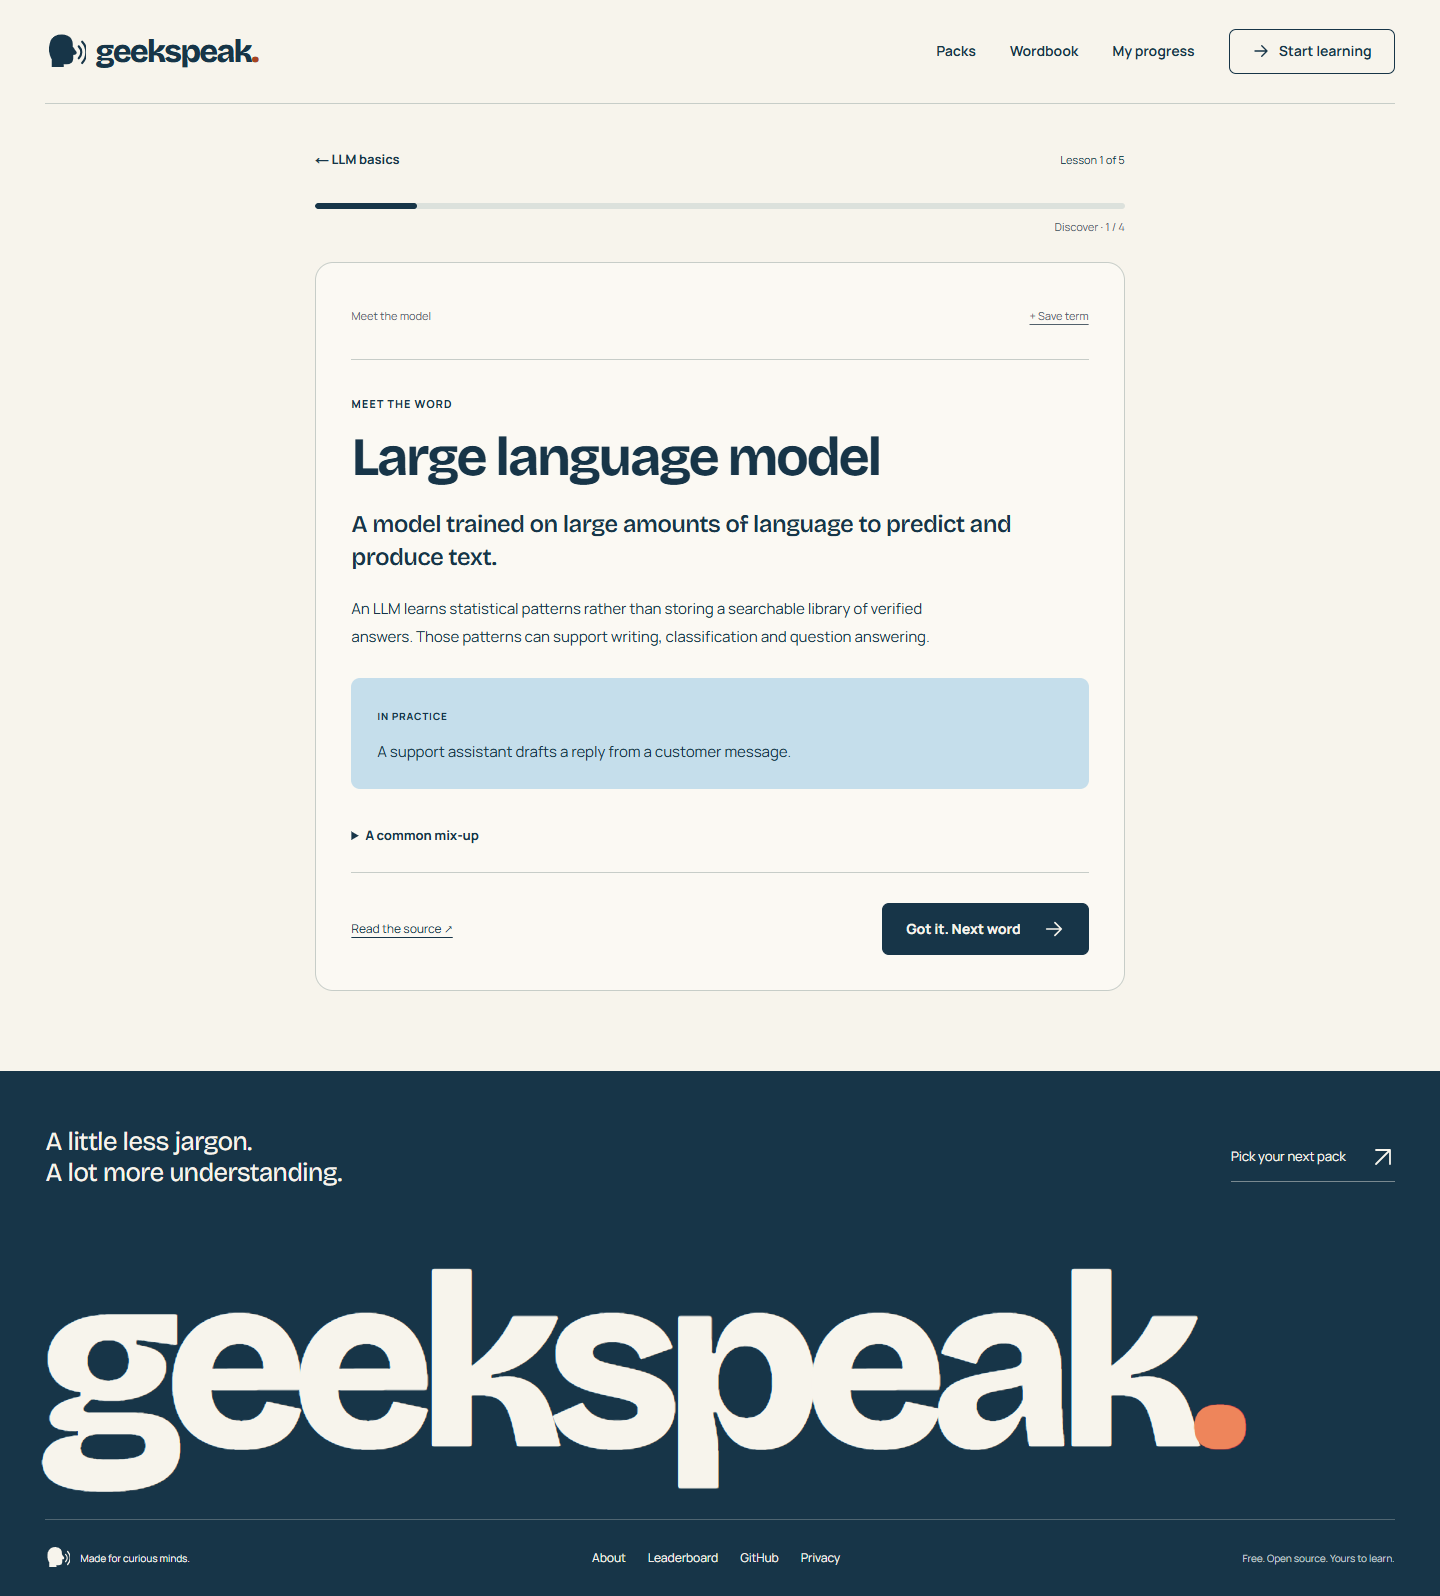 geekspeak.
Packs
Wordbook
My progress
→ Start learning
← LLM basics
Lesson 1 of 5
Discover · 1 / 4
Meet the model
+ Save term
MEET THE WORD
Large language model
A model trained on large amounts of language to predict and
produce text.
An LLM learns statistical patterns rather than storing a searchable library of verified
answers. Those patterns can support writing, classification and question answering.
IN PRACTICE
A support assistant drafts a reply from a customer message.
▶ A common mix-up
Read the source ↗
Got it. Next word →
A little less jargon.
A lot more understanding.
Pick your next pack ↗
geekspeak.
Made for curious minds.
About
Leaderboard
GitHub
Privacy
Free. Open source. Yours to learn.